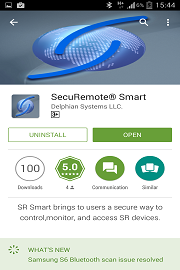 15:44
SecuRemote® Smart
Delphian Systems LLC.
3+
UNINSTALL
OPEN
100
5.0
Downloads
4
Communication
Similar
SR Smart brings to users a secure way to
control,monitor, and access SR devices.
WHAT'S NEW
Samsung S6 Bluetooth scan issue resolved